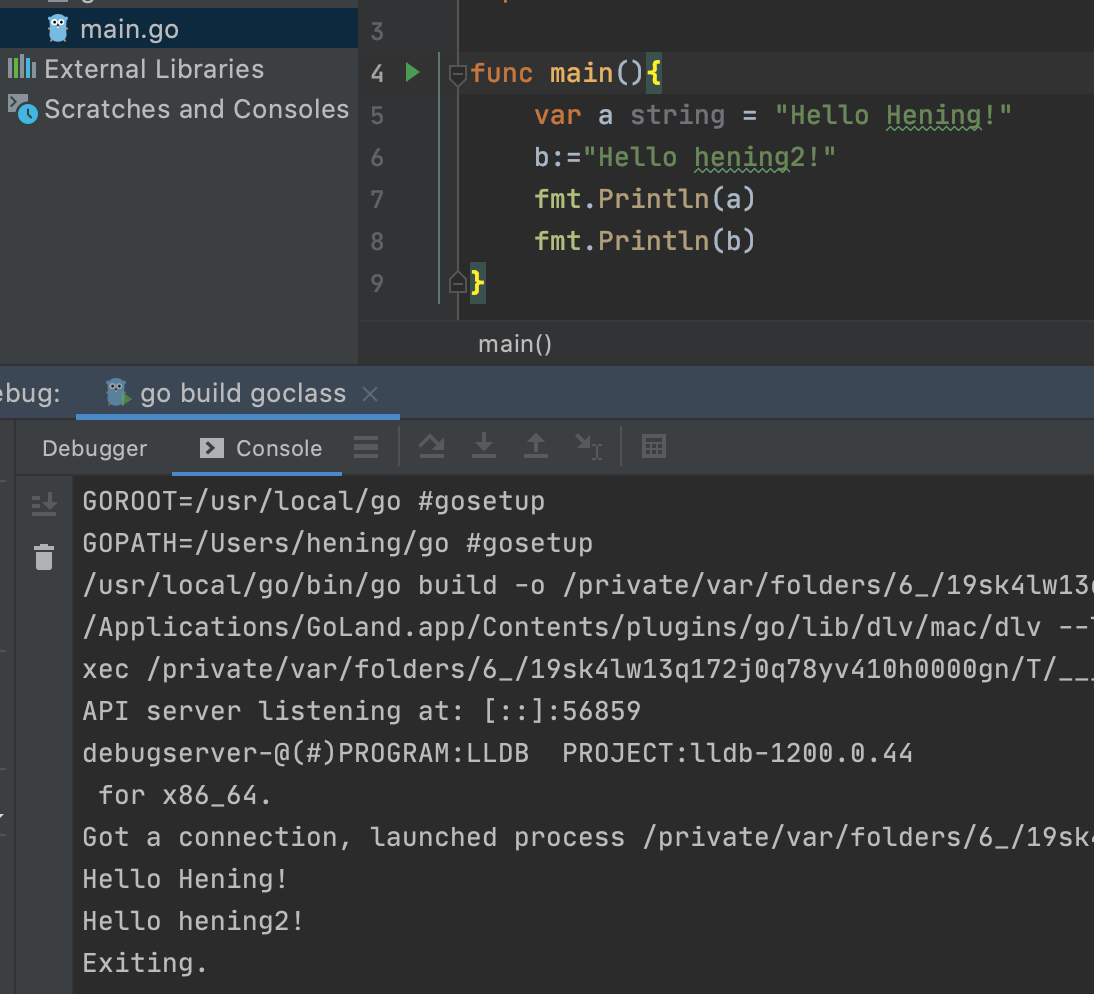 main.go
External Libraries
Scratches and Consoles
3
4 func main(){
5 var a string = "Hello Hening!"
6 b:="Hello hening2!"
7 fmt.Println(a)
8 fmt.Println(b)
9 }
main()
ebug: go build goclass
Debugger Console
GOROOT=/usr/local/go #gosetup
GOPATH=/Users/hening/go #gosetup
/usr/local/go/bin/go build -o /private/var/folders/6_/19sk4lw13
/Applications/GoLand.app/Contents/plugins/go/lib/dlv/mac/dlv
xec /private/var/folders/6_/19sk4lw13q172j0q78yv410h0000gn/T/
API server listening at: [::]:56859
debugserver-@(#)PROGRAM:LLDB PROJECT:lldb-1200.0.44
for x86_64.
Got a connection, launched process /private/var/folders/6_/19sk
Hello Hening!
Hello hening2!
Exiting.